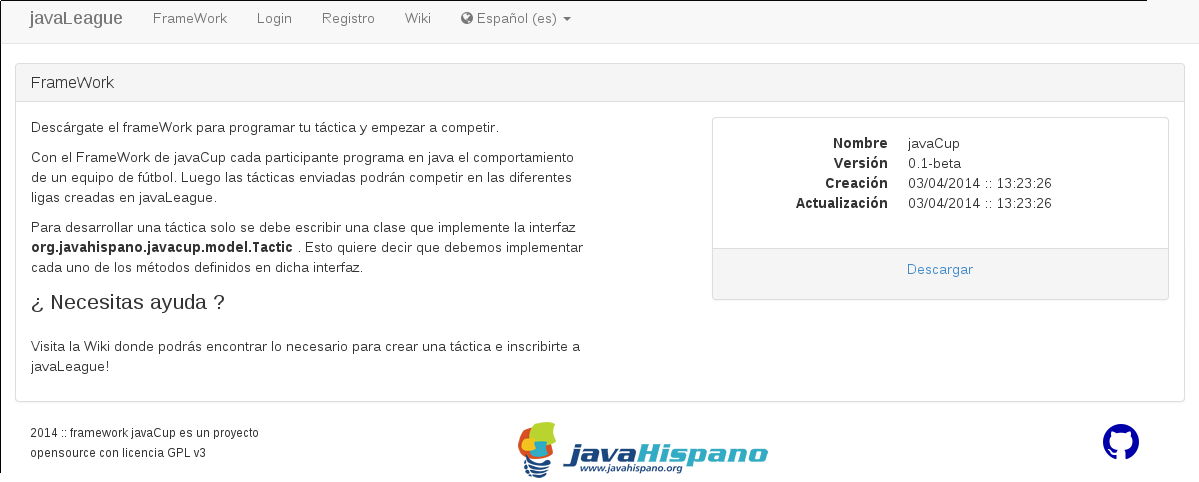 javaLeague FrameWork Login Registro Wiki Español (es)
FrameWork
Descárgate el frameWork para programar tu táctica y empezar a competir.
Con el FrameWork de javaCup cada participante programa en java el comportamiento
de un equipo de fútbol. Luego las tácticas enviadas podrán competir en las diferentes
ligas creadas en javaLeague.
Para desarrollar una táctica solo se debe escribir una clase que implemente la interfaz
org.javahispano.javacup.model.Tactic . Esto quiere decir que debemos implementar
cada uno de los métodos definidos en dicha interfaz.
¿ Necesitas ayuda ?
Visita la Wiki donde podrás encontrar lo necesario para crear una táctica e inscribirte a
javaLeague!
Nombre javaCup
Versión 0.1-beta
Creación 03/04/2014 :: 13:23:26
Actualización 03/04/2014 :: 13:23:26
Descargar
2014 :: framework javaCup es un proyecto
opensource con licencia GPL v3
javaHispano
www.javahispano.org